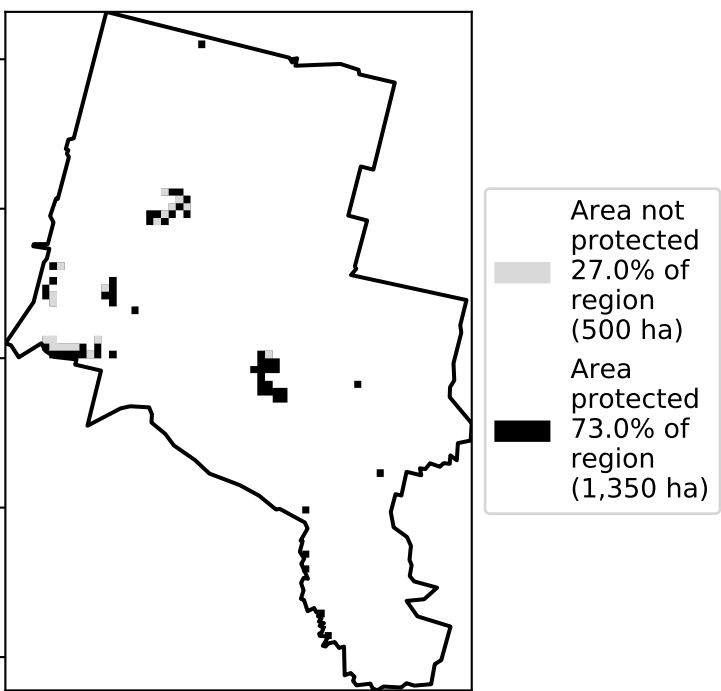 Area not
protected
27.0% of
region
(500 ha)
Area
protected
73.0% of
region
(1,350 ha)